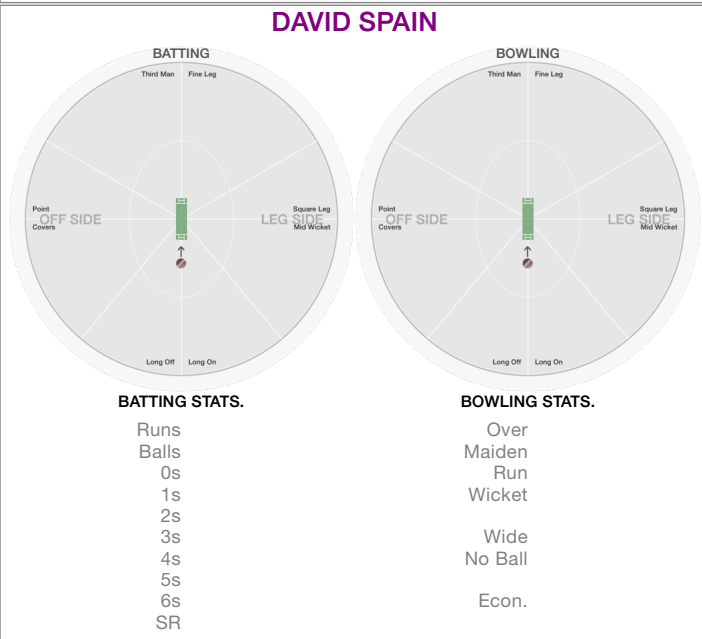 DAVID SPAIN
BATTING
Third Man Fine Leg
Point
OFF SIDE
Covers
Square Leg
LEG SIDE
Mid Wicket
Long Off Long On
BOWLING
Third Man Fine Leg
Point
OFF SIDE
Covers
Square Leg
LEG SIDE
Mid Wicket
Long Off Long On
BATTING STATS.
Runs
Balls
0s
1s
2s
3s
4s
5s
6s
SR
BOWLING STATS.
Over
Maiden
Run
Wicket
Wide
No Ball
Econ.